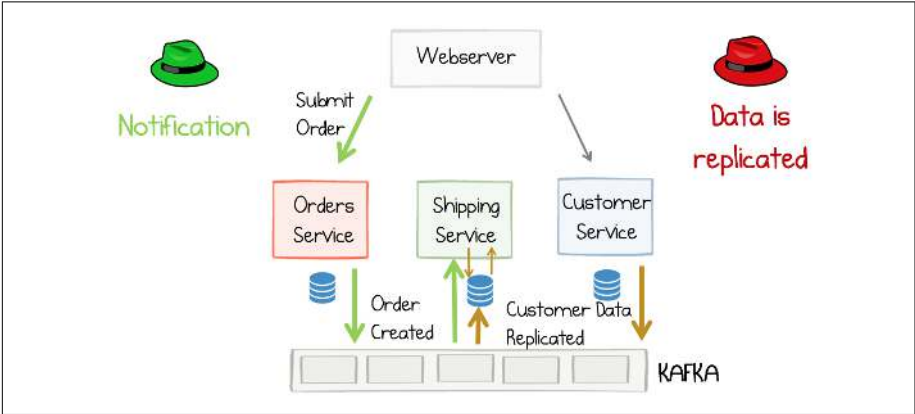 Webserver
Notification
Submit
Order
Data is
replicated
Orders
Service
Shipping
Service
Customer
Service
Order
Created
Customer Data
Replicated
KAFKA